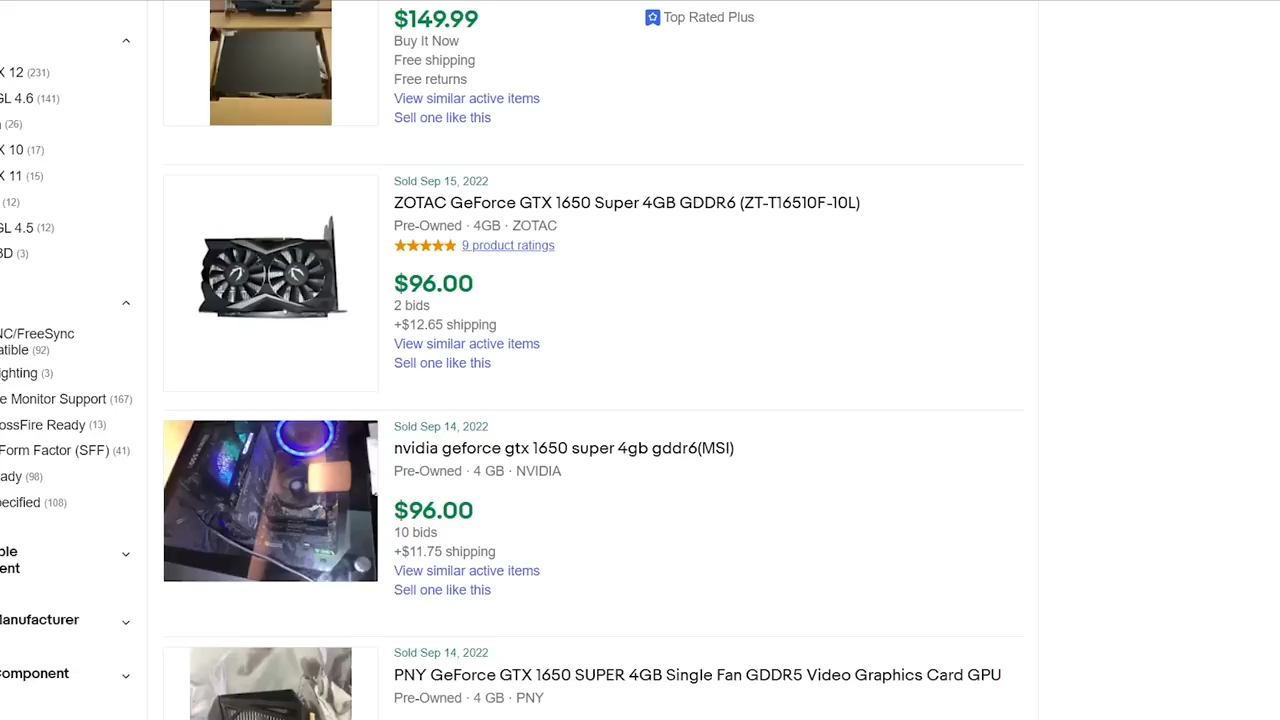 $149.99
Top Rated Plus
Buy It Now
Free shipping
Free returns
View similar active items
Sell one like this
X 12 (231)
GL 4.6 (141)
(26)
X 10 (17)
X 11 (15)
(12)
GL 4.5 (12)
3D (3)
NC/FreeSync
atible (92)
ighting (3)
e Monitor Support (167)
ossFire Ready (13)
Form Factor (SFF) (41)
ady (98)
pecified (108)
ble
ent
Manufacturer
Component
Sold Sep 15, 2022
ZOTAC GeForce GTX 1650 Super 4GB GDDR6 (ZT-T16510F-10L)
Pre-Owned · 4GB · ZOTAC
9 product ratings
$96.00
2 bids
+$12.65 shipping
View similar active items
Sell one like this
Sold Sep 14, 2022
nvidia geforce gtx 1650 super 4gb gddr6(MSI)
Pre-Owned · 4 GB · NVIDIA
$96.00
10 bids
+$11.75 shipping
View similar active items
Sell one like this
Sold Sep 14, 2022
PNY GeForce GTX 1650 SUPER 4GB Single Fan GDDR5 Video Graphics Card GPU
Pre-Owned · 4 GB · PNY